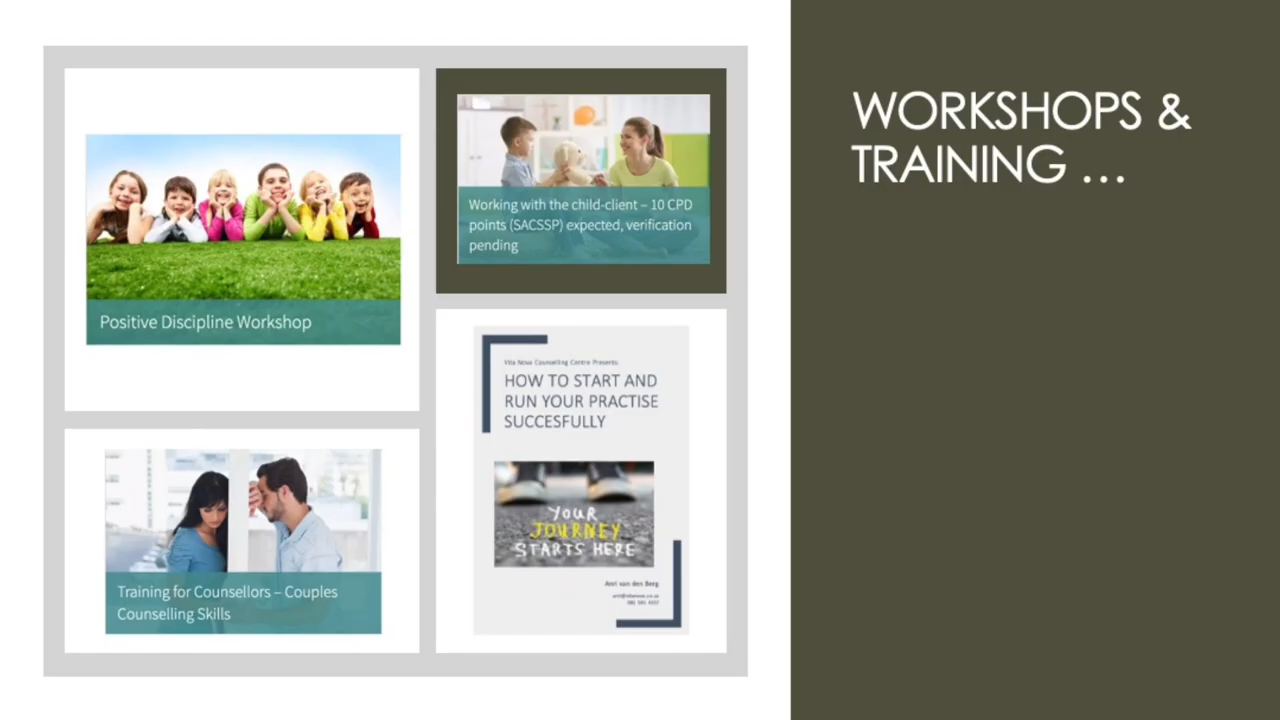 WORKSHOPS &
TRAINING ...
Positive Discipline Workshop
Working with the child-client – 10 CPD
points (SACSSP) expected, verification
pending
Training for Counsellors – Couples
Counselling Skills
Vita Nova Counselling Centre Presents:
HOW TO START AND
RUN YOUR PRACTISE
SUCCESFULLY
YOUR
JOURNEY
STARTS HERE
Anri van den Berg